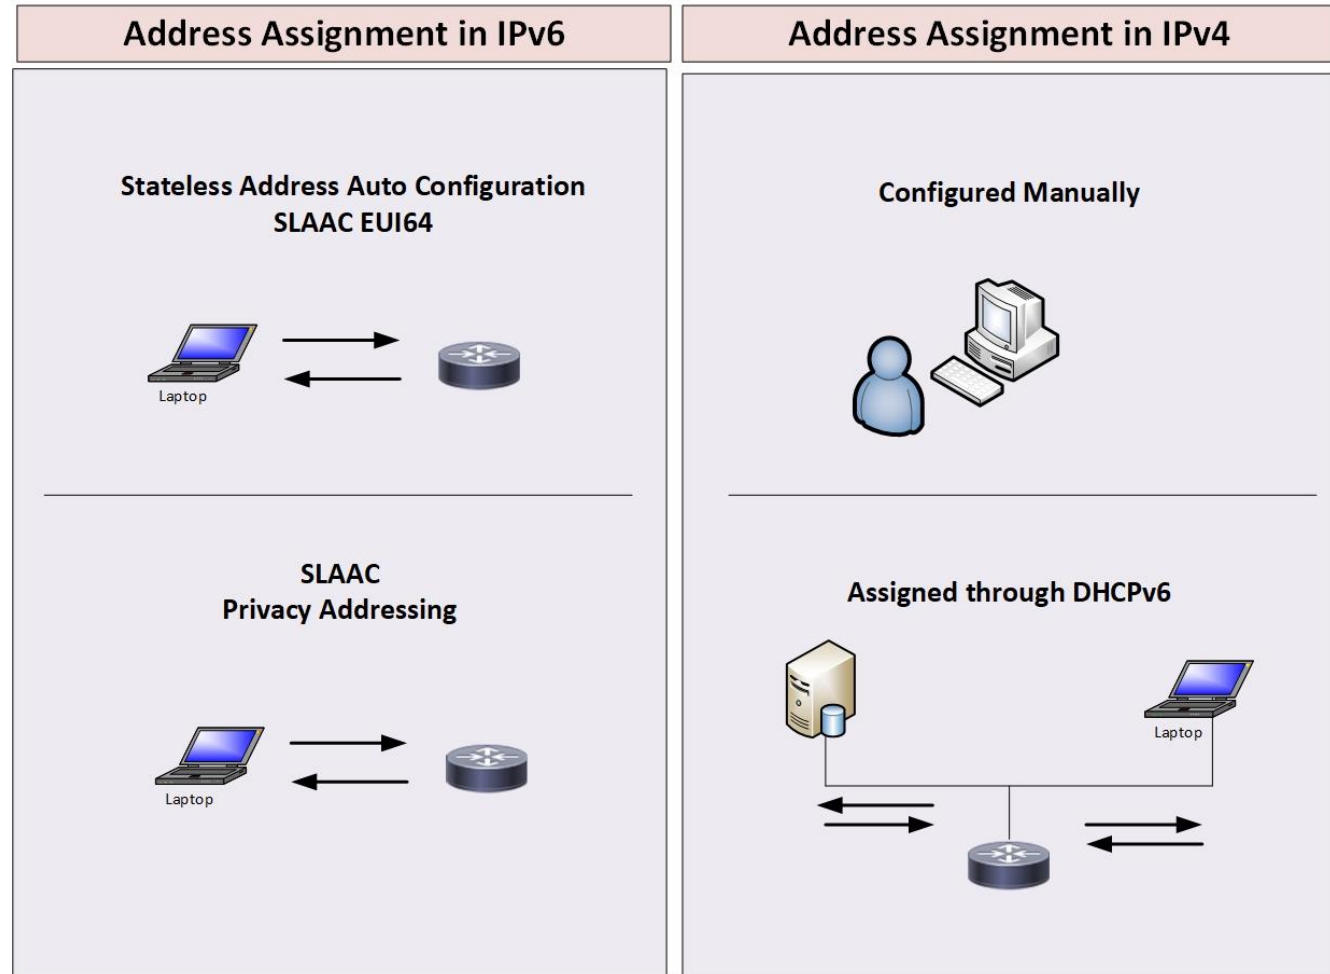 Address Assignment in IPv6
Stateless Address Auto Configuration
SLAAC EUI64
Laptop
SLAAC
Privacy Addressing
Laptop
Address Assignment in IPv4
Configured Manually
Assigned through DHCPv6
Laptop